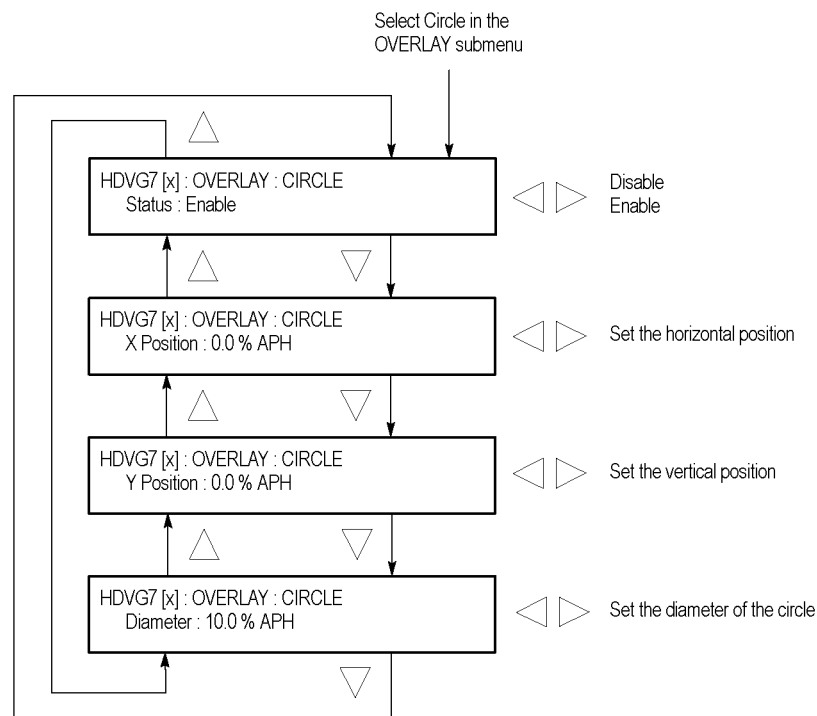 Select Circle in the
OVERLAY submenu
HDVG7 [x] : OVERLAY : CIRCLE
Status : Enable
Disable
Enable
HDVG7 [x] : OVERLAY : CIRCLE
X Position : 0.0 % APH
Set the horizontal position
HDVG7 [x] : OVERLAY : CIRCLE
Y Position : 0.0 % APH
Set the vertical position
HDVG7 [x] : OVERLAY : CIRCLE
Diameter : 10.0 % APH
Set the diameter of the circle